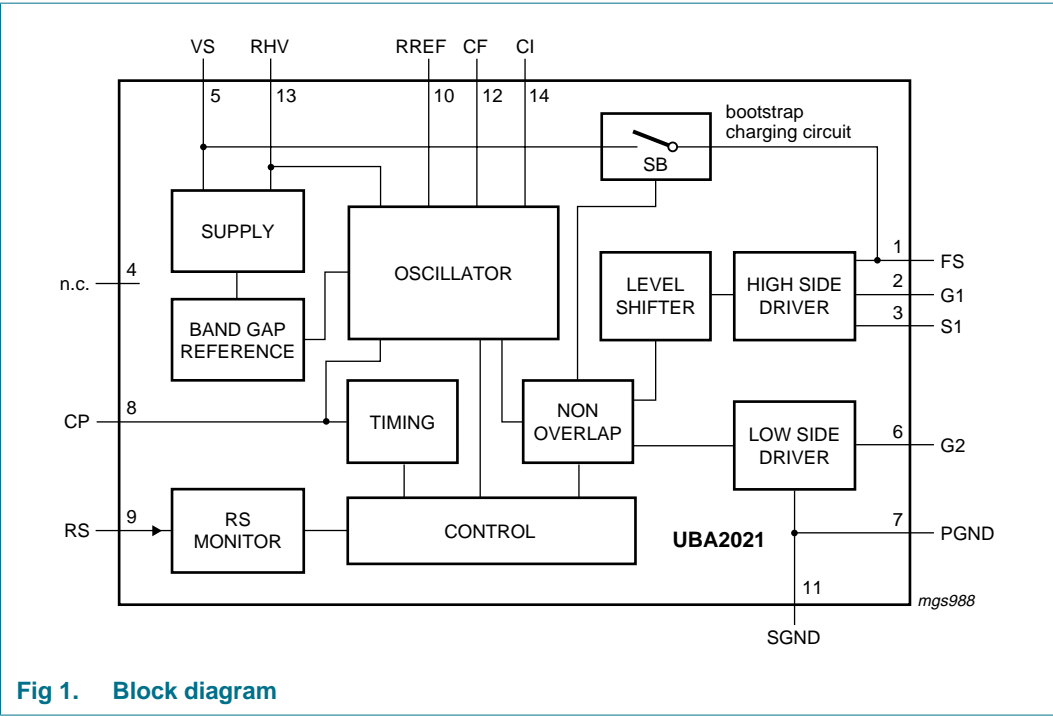 VS RHV RREF CF CI
5 13 10 12 14
bootstrap
charging circuit
SB
SUPPLY
OSCILLATOR
n.c. 4
BAND GAP
REFERENCE
LEVEL
SHIFTER
HIGH SIDE
DRIVER
1 FS
2 G1
3 S1
CP 8
TIMING
NON
OVERLAP
LOW SIDE
DRIVER
6 G2
RS 9
RS
MONITOR
CONTROL
UBA2021
7 PGND
11
SGND
mgs988
Fig 1. Block diagram